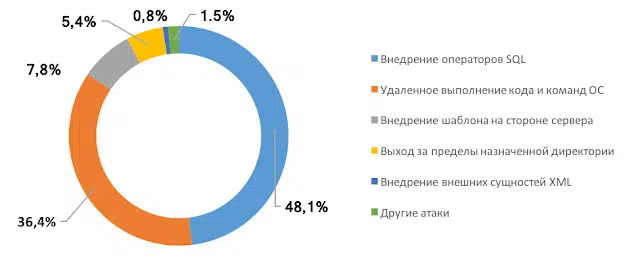 5,4%
0,8%
1.5%
7,8%
36,4%
48,1%
Внедрение операторов SQL
Удаленное выполнение кода и команд ОС
Внедрение шаблона на стороне сервера
Выход за пределы назначенной директории
Внедрение внешних сущностей XML
Другие атаки